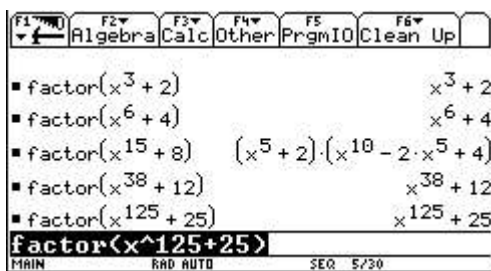 F1 F2 Algebra F3 Calc F4 Other F5 PrgmIO F6 Clean Up
▪ factor(x³ + 2) x³ + 2
▪ factor(x⁶ + 4) x⁶ + 4
▪ factor(x¹⁵ + 8) (x⁵ + 2)·(x¹⁰ - 2·x⁵ + 4)
▪ factor(x³⁸ + 12) x³⁸ + 12
▪ factor(x¹²⁵ + 25) x¹²⁵ + 25
factor(x^125+25)
MAIN RAD AUTO SEQ 5/30